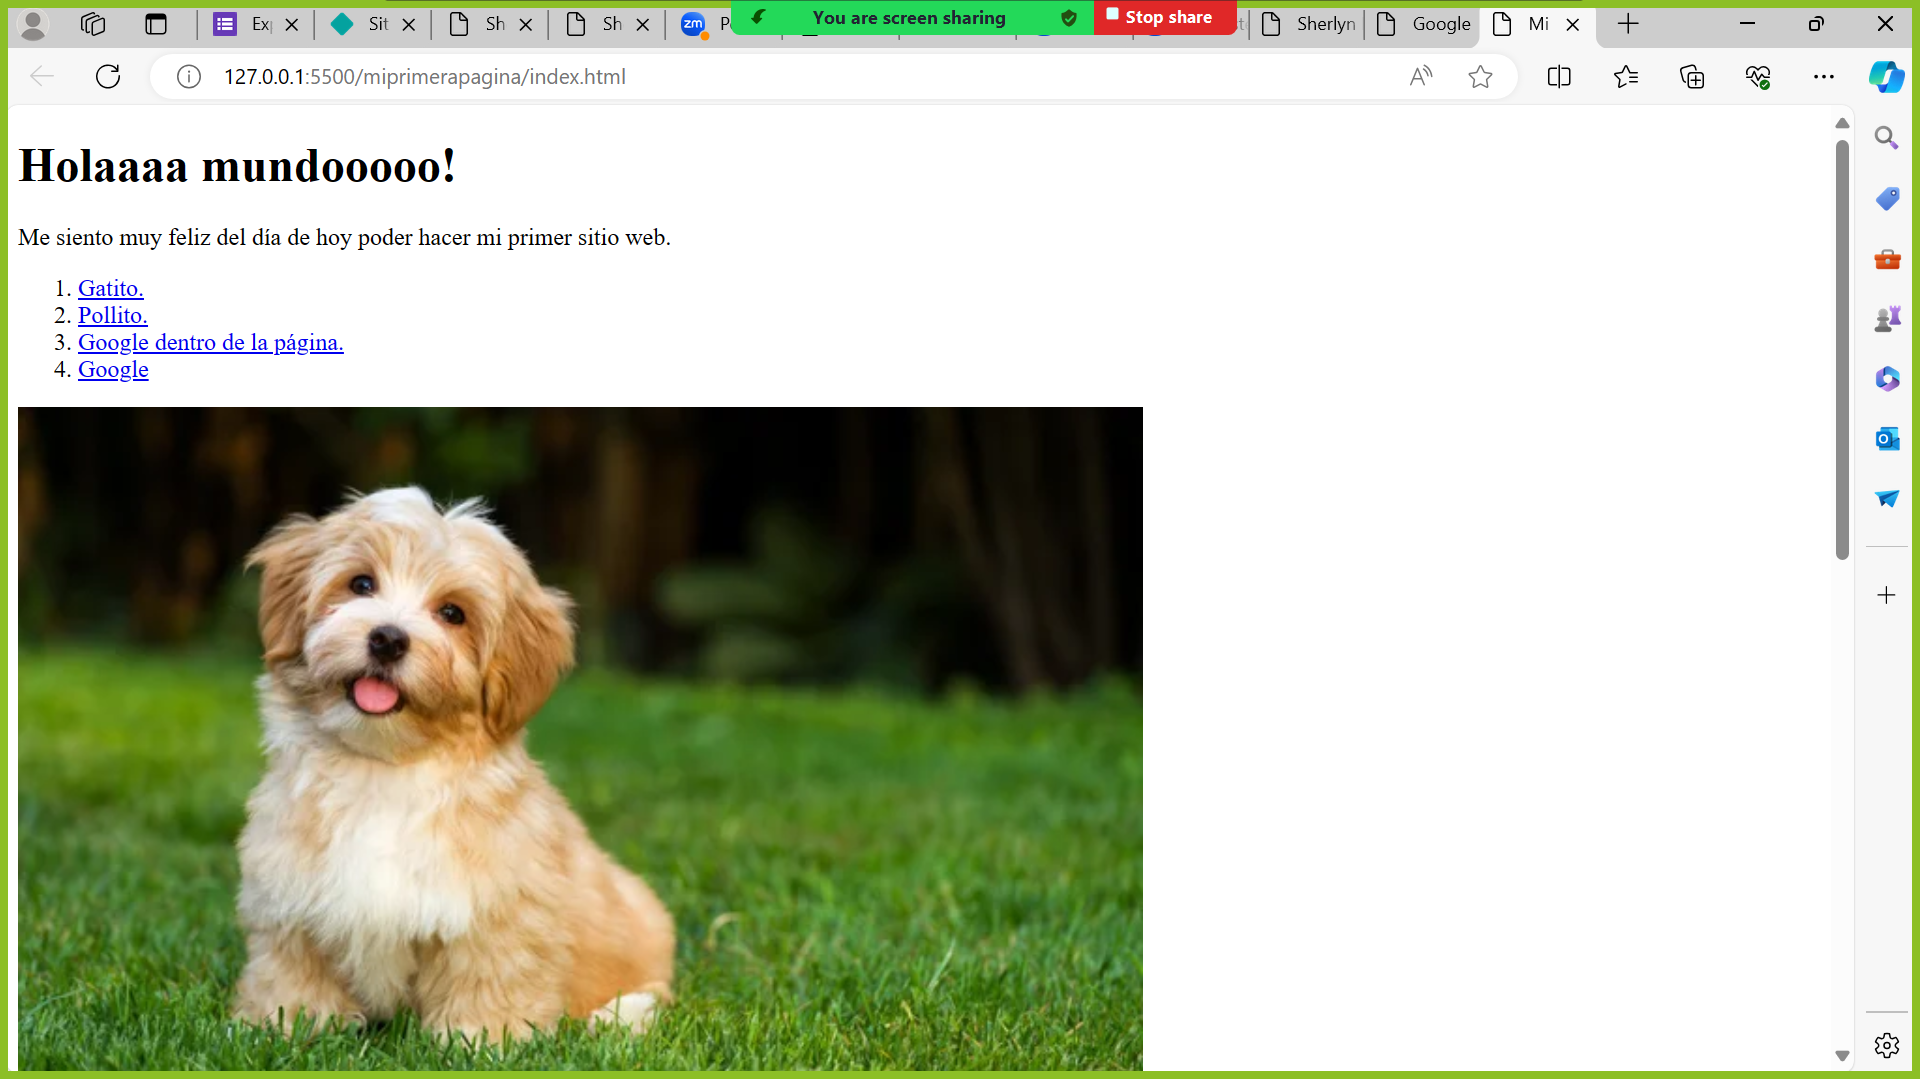 Ex
Sit
Sh
Sh
zm
P
You are screen sharing
Stop share
Sherlyn
Google
Mi
127.0.0.1:5500/miprimerapagina/index.html
Holaaaa mundooooo!
Me siento muy feliz del día de hoy poder hacer mi primer sitio web.
1. Gatito.
2. Pollito.
3. Google dentro de la página.
4. Google